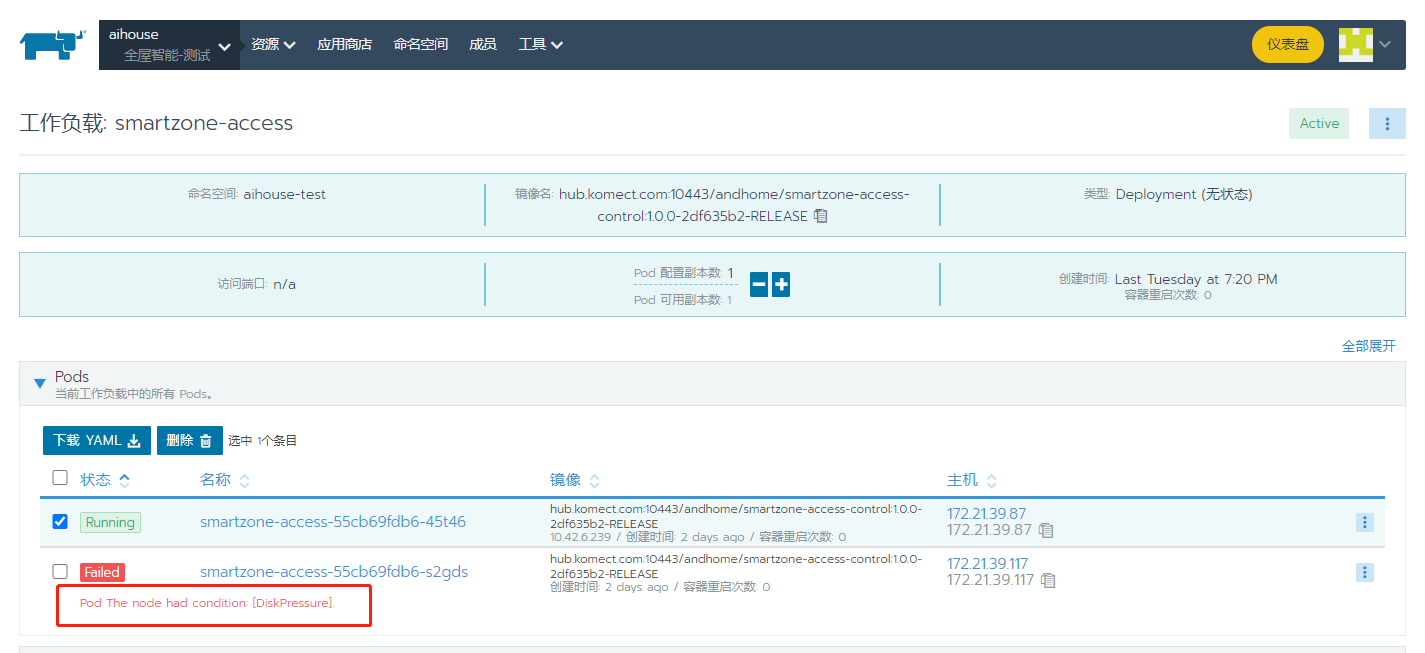 aihouse
全屋智能-测试
资源
应用商店
命名空间
成员
工具
仪表盘
工作负载: smartzone-access
Active
命名空间: aihouse-test
镜像名: hub.komect.com:10443/andhome/smartzone-access-
control:1.0.0-2df635b2-RELEASE
类型: Deployment (无状态)
访问端口: n/a
Pod 配置副本数: 1
Pod 可用副本数: 1
创建时间: Last Tuesday at 7:20 PM
容器重启次数: 0
全部展开
Pods
当前工作负载中的所有 Pods。
下载 YAML
删除
选中 1个条目
状态
名称
镜像
主机
Running
smartzone-access-55cb69fdb6-45t46
hub.komect.com:10443/andhome/smartzone-access-control:1.0.0-
2df635b2-RELEASE
10.42.6.239 / 创建时间: 2 days ago / 容器重启次数: 0
172.21.39.87
172.21.39.87
Failed
smartzone-access-55cb69fdb6-s2gds
hub.komect.com:10443/andhome/smartzone-access-control:1.0.0-
2df635b2-RELEASE
创建时间: 2 days ago / 容器重启次数: 0
172.21.39.117
172.21.39.117
Pod The node had condition: [DiskPressure].